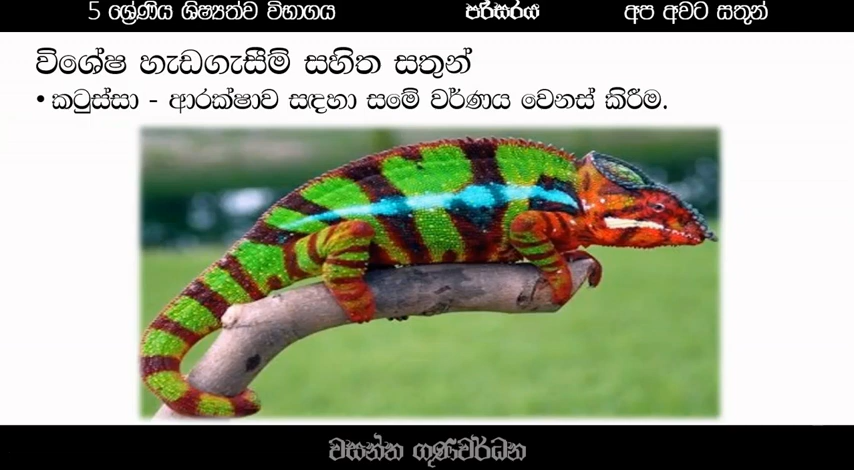 5 ශ්‍රේණිය ශිෂ්‍යත්ව විභාගය පරිසරය අප අවට සතුන්
විශේෂ හැඩගැසීම් සහිත සතුන්
• කටුස්සා - ආරක්ෂාව සඳහා සමේ වර්ණය වෙනස් කිරීම.
වසන්ත ගුණවර්ධන